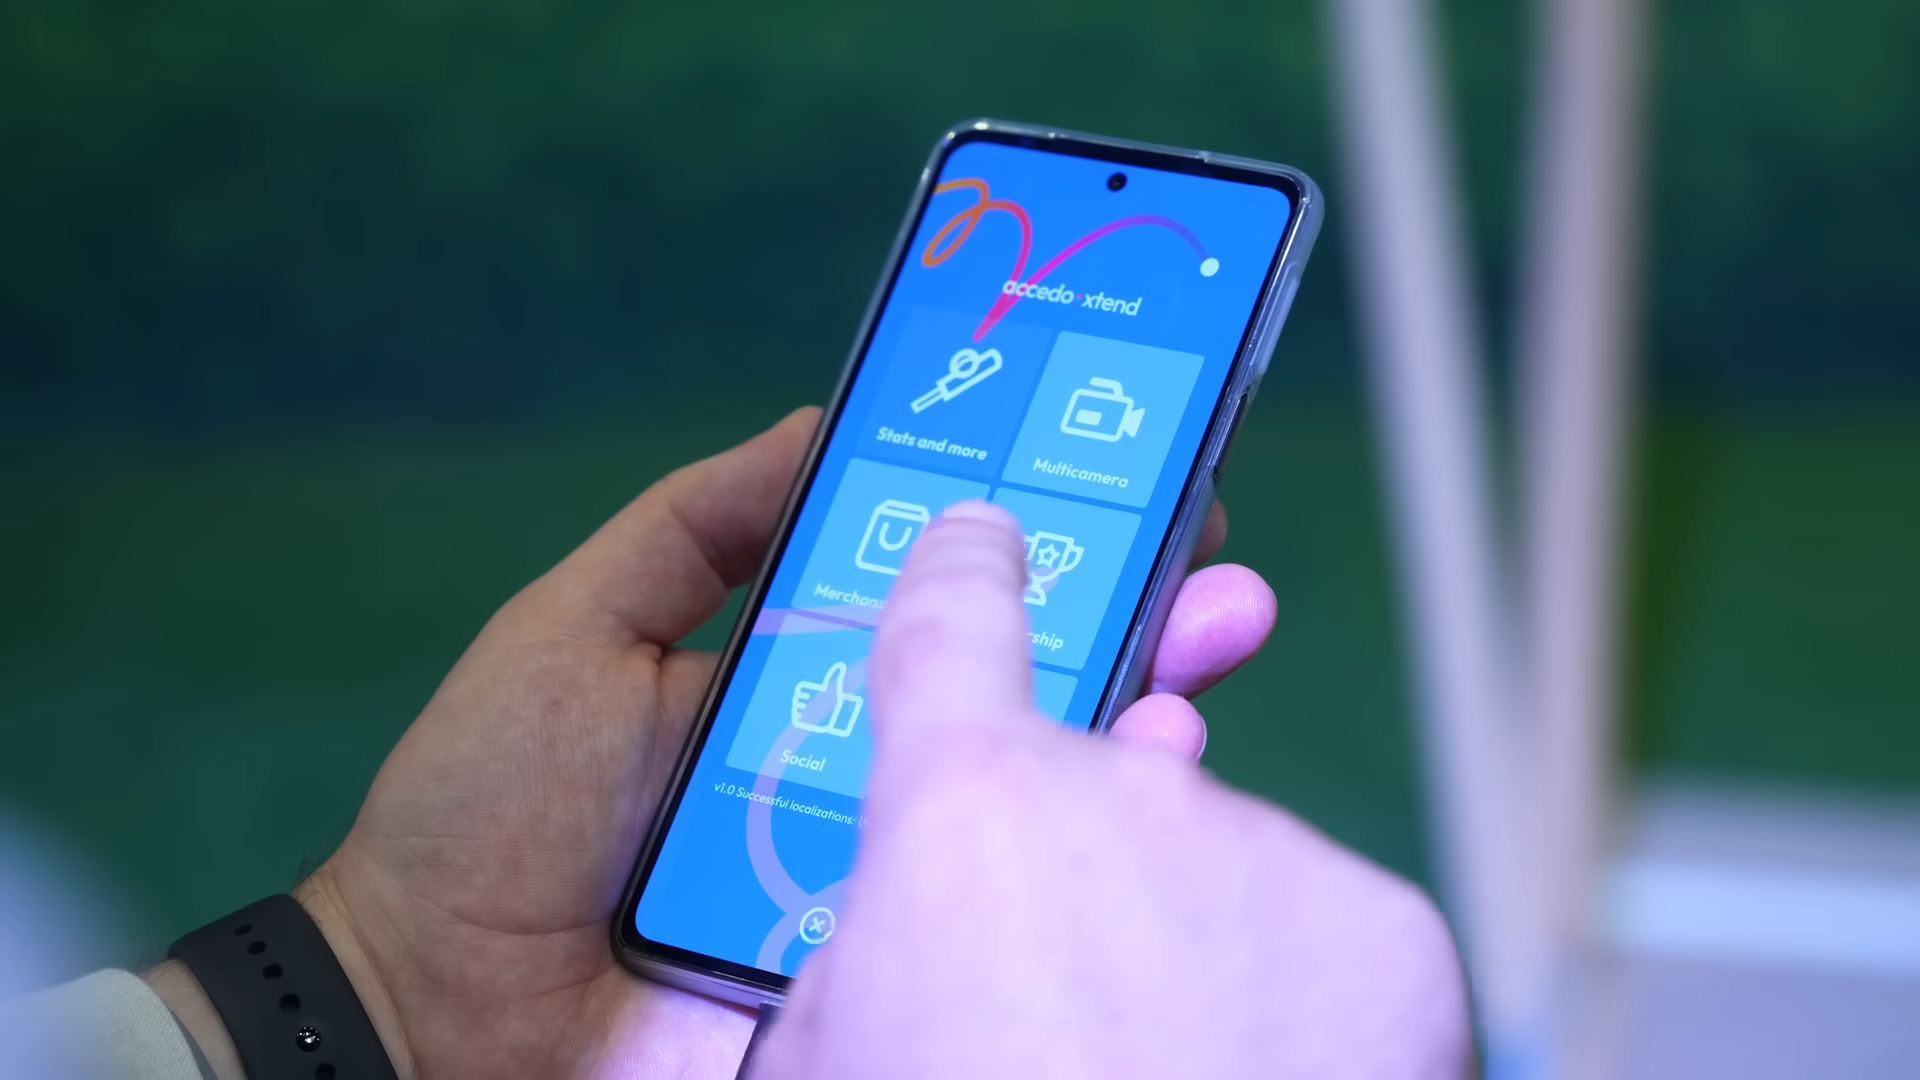 accedo xtend
Stats and more
Multicamera
Social
v1.0 Successful localizations: